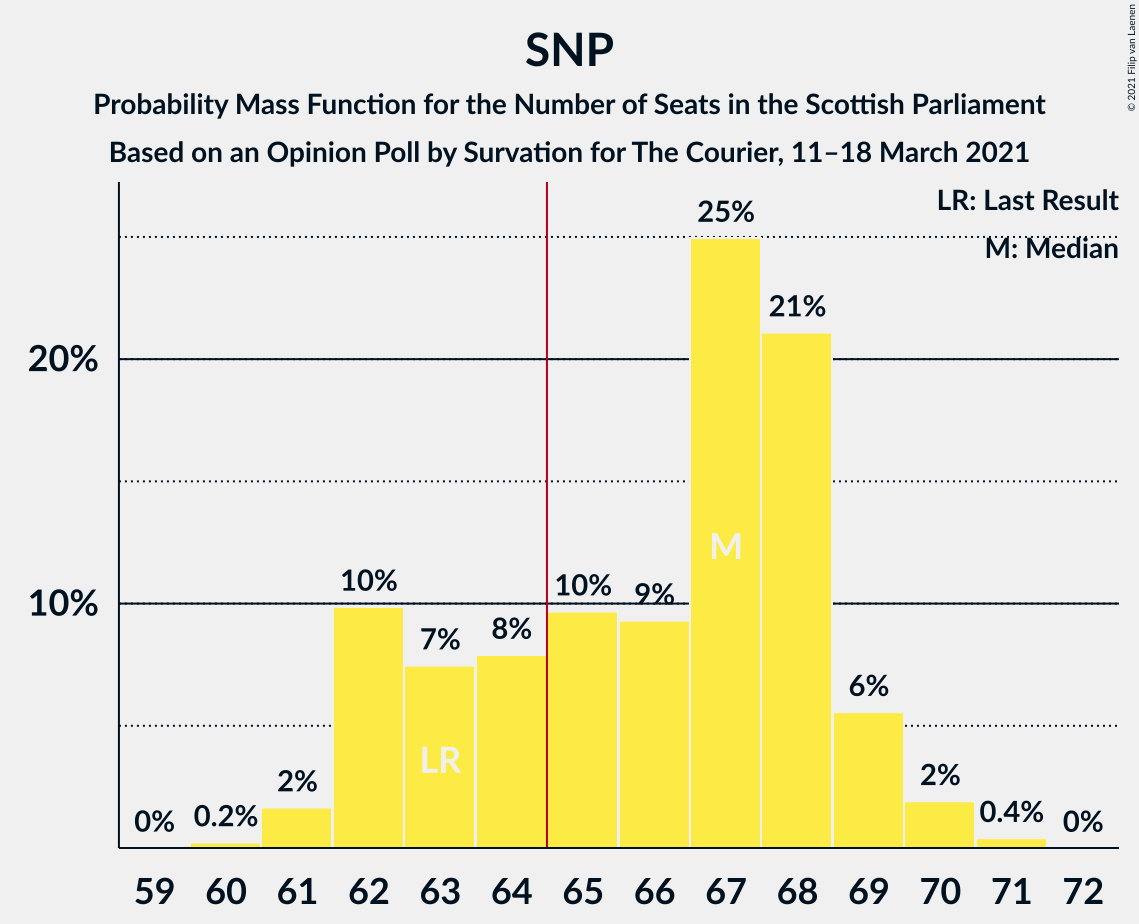 SNP
Probability Mass Function for the Number of Seats in the Scottish Parliament
Based on an Opinion Poll by Survation for The Courier, 11–18 March 2021
© 2021 Filip van Laenen
LR: Last Result
M: Median
20%
10%
0%
0.2%
2%
10%
7%
8%
10%
9%
25%
21%
6%
2%
0.4%
0%
LR
M
59 60 61 62 63 64 65 66 67 68 69 70 71 72